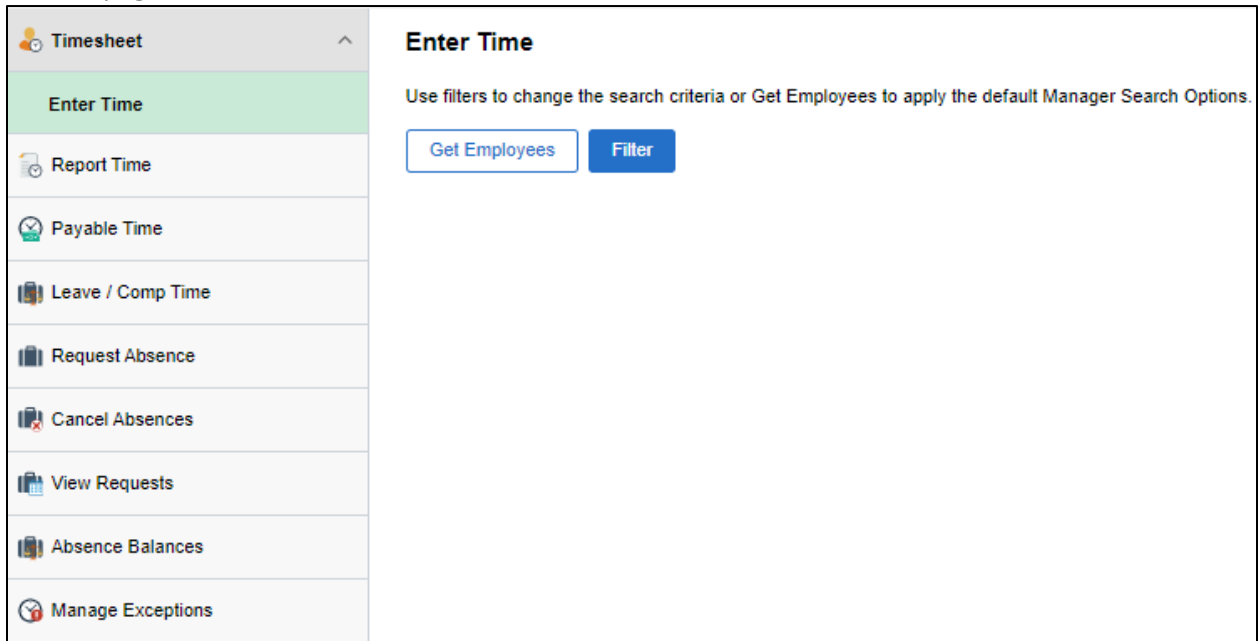 Timesheet
Enter Time
Report Time
Payable Time
Leave / Comp Time
Request Absence
Cancel Absences
View Requests
Absence Balances
Manage Exceptions
Enter Time
Use filters to change the search criteria or Get Employees to apply the default Manager Search Options.
Get Employees
Filter